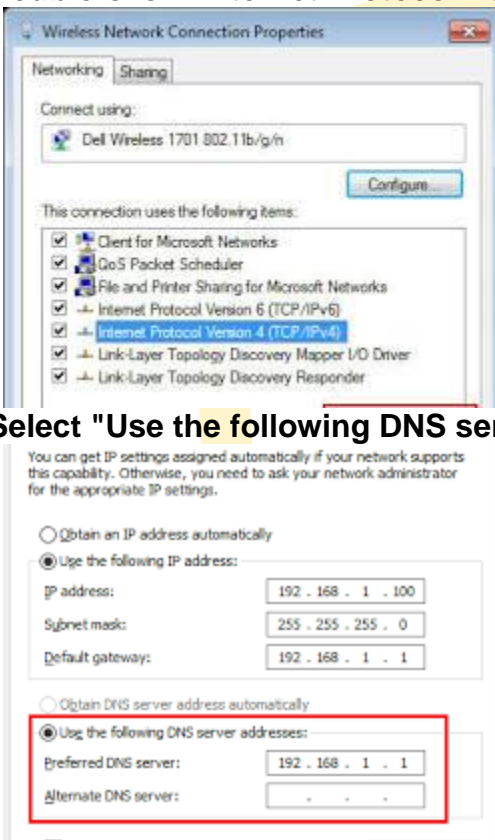 Wireless Network Connection Properties
Networking Sharing
Connect using:
Dell Wireless 1701 802.11b/g/n
Configure...
This connection uses the following items:
Client for Microsoft Networks
QoS Packet Scheduler
File and Printer Sharing for Microsoft Networks
Internet Protocol Version 6 (TCP/IPv6)
Internet Protocol Version 4 (TCP/IPv4)
Link-Layer Topology Discovery Mapper I/O Driver
Link-Layer Topology Discovery Responder
Select "Use the following DNS ser
You can get IP settings assigned automatically if your network supports
this capability. Otherwise, you need to ask your network administrator
for the appropriate IP settings.
Obtain an IP address automatically
Use the following IP address:
IP address: 192 . 168 . 1 . 100
Subnet mask: 255 . 255 . 255 . 0
Default gateway: 192 . 168 . 1 . 1
Obtain DNS server address automatically
Use the following DNS server addresses:
Preferred DNS server: 192 . 168 . 1 . 1
Alternate DNS server: . . .